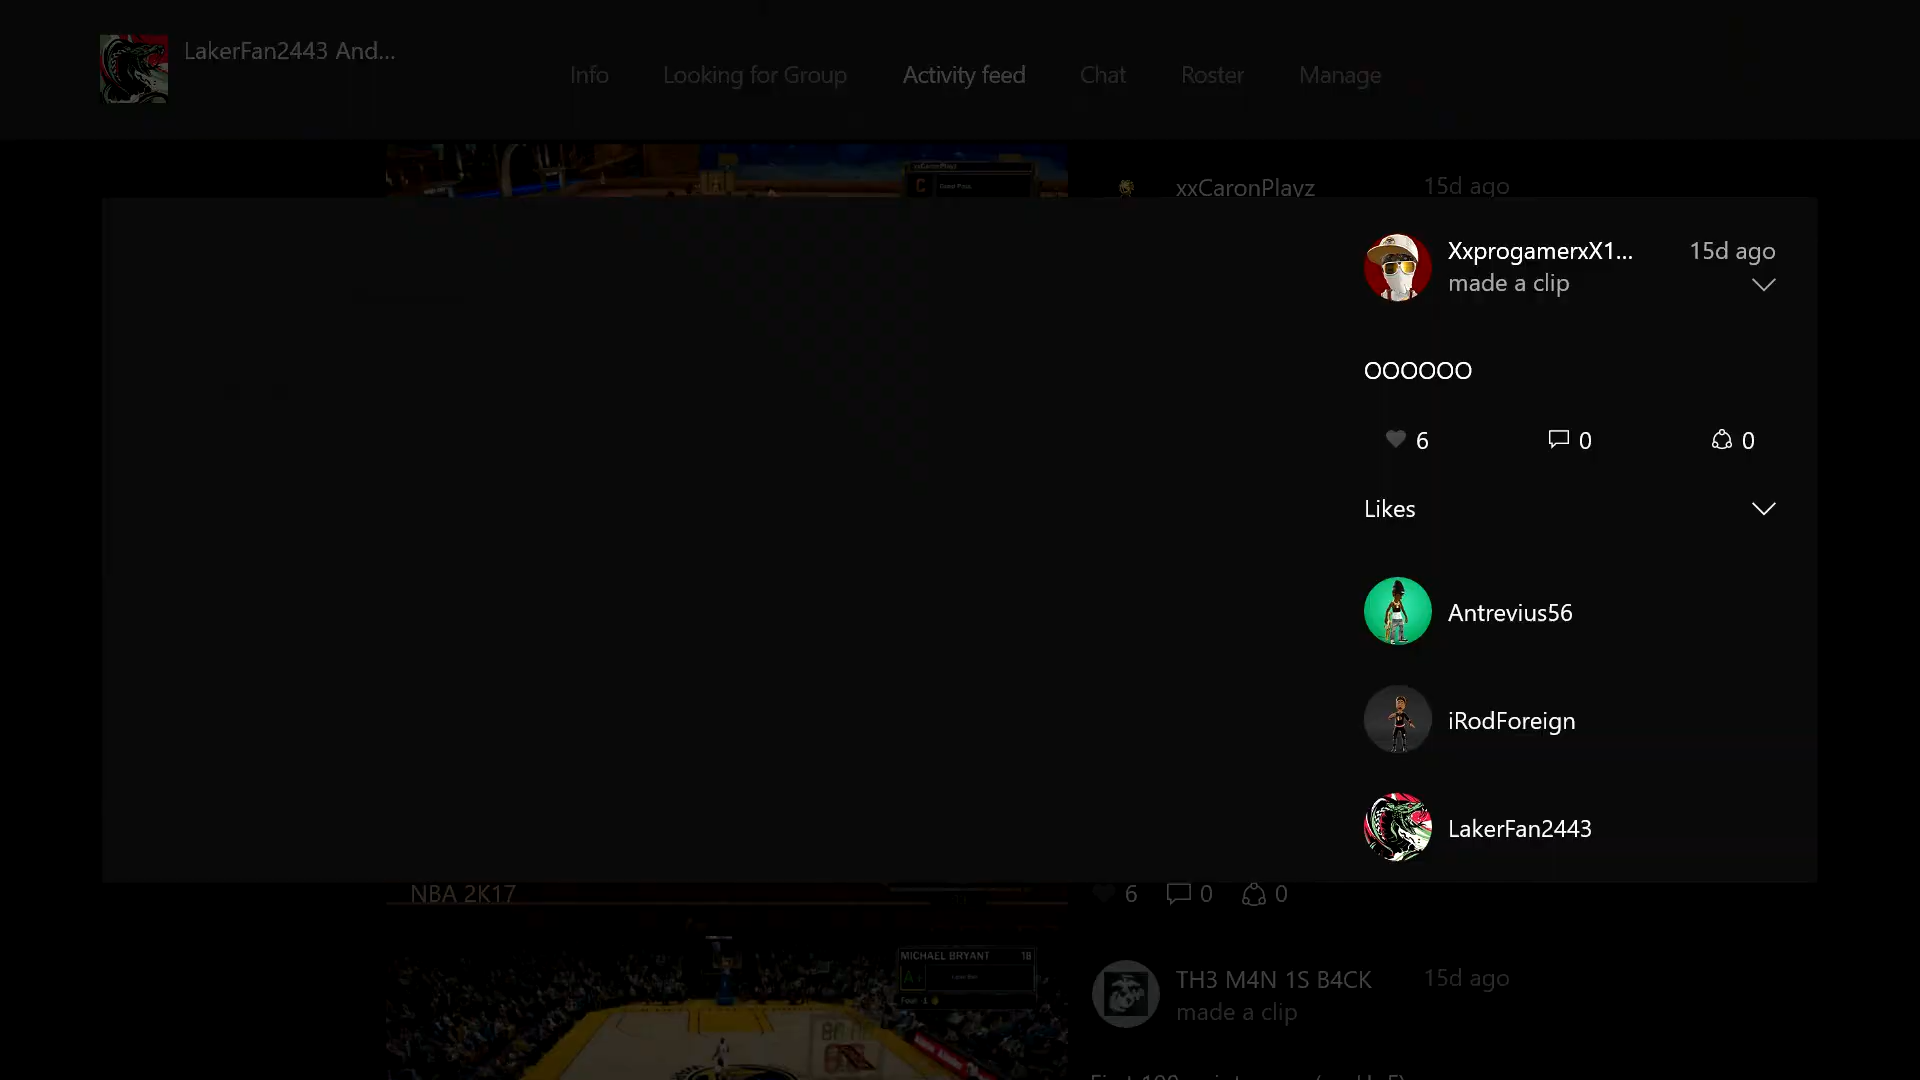 LakerFan2443 And...
Info
Looking for Group
Activity feed
Chat
Roster
Manage
xxCaronPlayz
15d ago
XxprogamerxX1...
15d ago
made a clip
OOOOOO
6
0
0
Likes
Antrevius56
iRodForeign
LakerFan2443
NBA 2K17
6
0
0
MICHAEL BRYANT 18
A+
TH3 M4N 1S B4CK
15d ago
made a clip